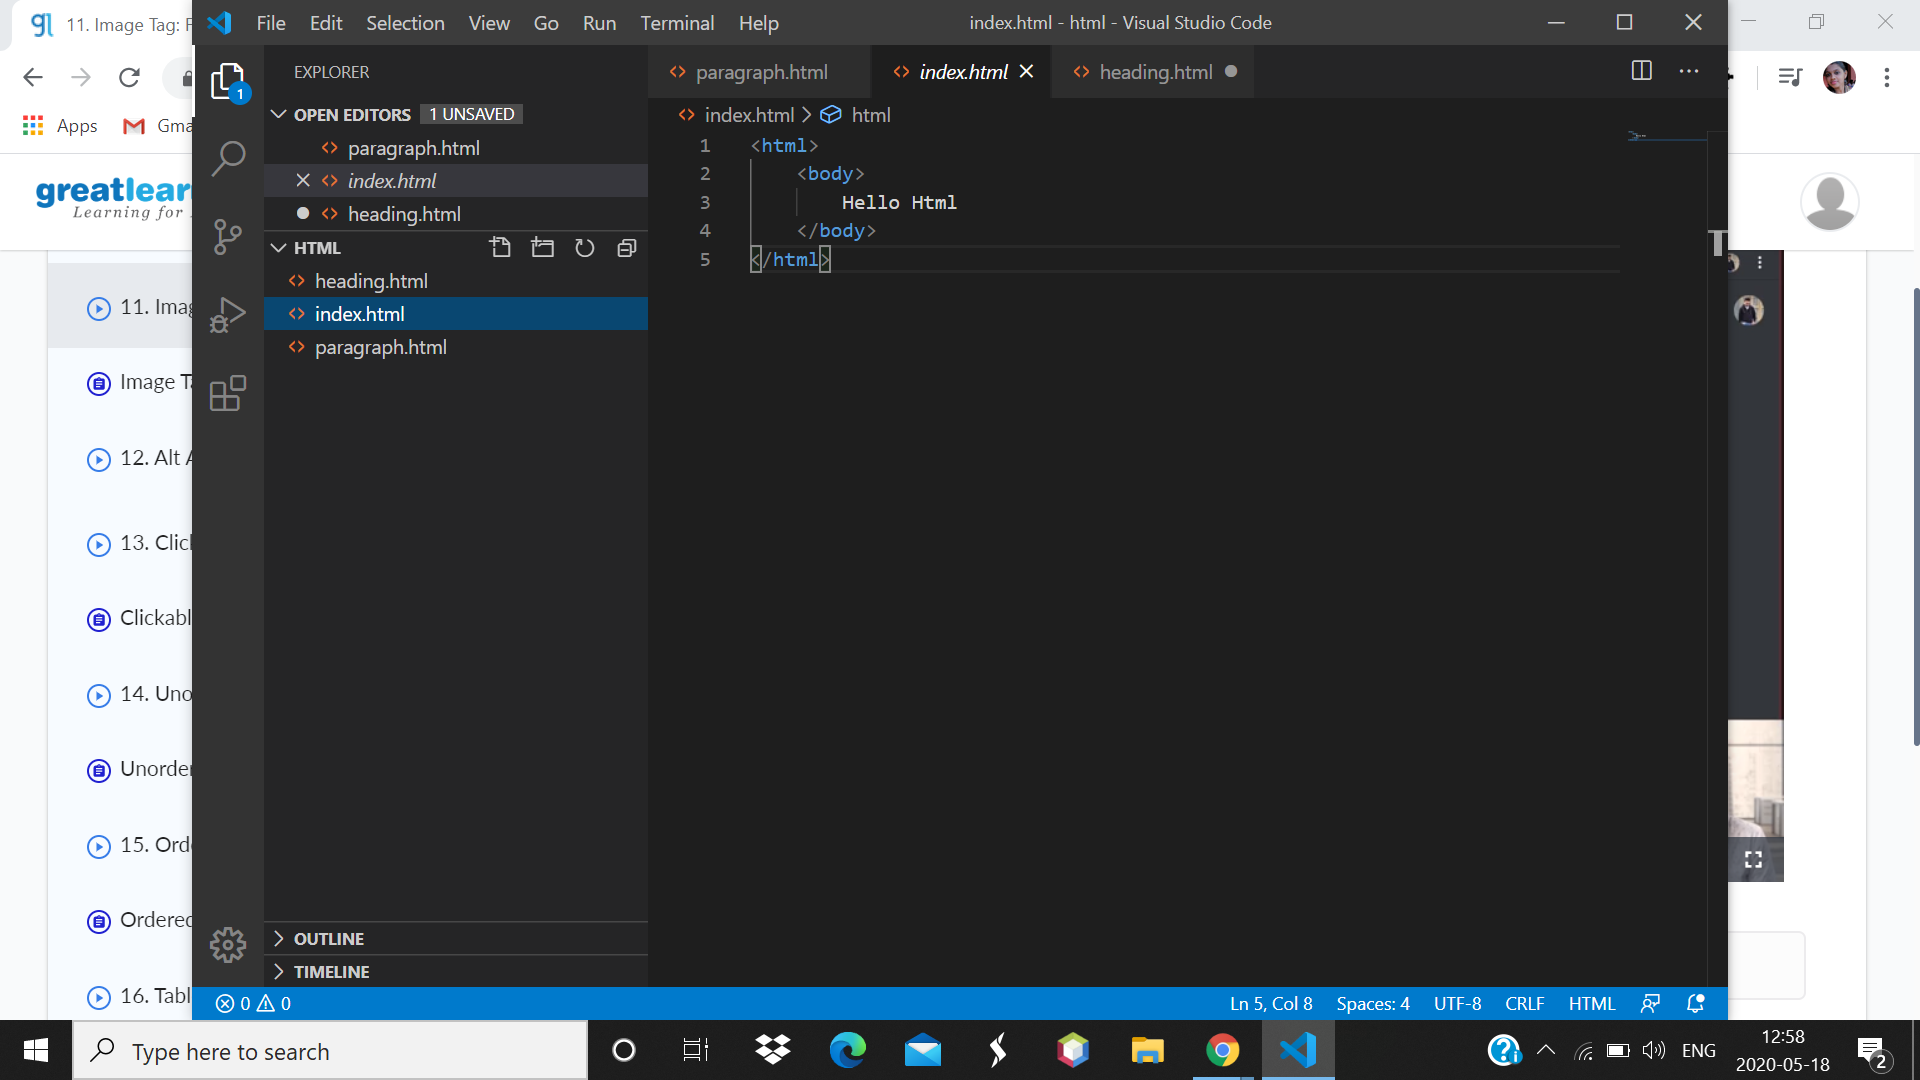 11. Image Tag: F
File Edit Selection View Go Run Terminal Help
index.html - html - Visual Studio Code
Apps
Gma
greatlear
Learning for
11. Imag
Image Ta
12. Alt A
13. Clic
Clickabl
14. Uno
Unorder
15. Ord
Ordered
16. Tabl
1
EXPLORER
OPEN EDITORS 1 UNSAVED
paragraph.html
index.html
heading.html
HTML
heading.html
index.html
paragraph.html
OUTLINE
TIMELINE
paragraph.html index.html heading.html
index.html > html
1 <html>
2 <body>
3 Hello Html
4 </body>
5 </html>
0 0
Ln 5, Col 8 Spaces: 4 UTF-8 CRLF HTML
Type here to search
ENG
12:58
2020-05-18
2